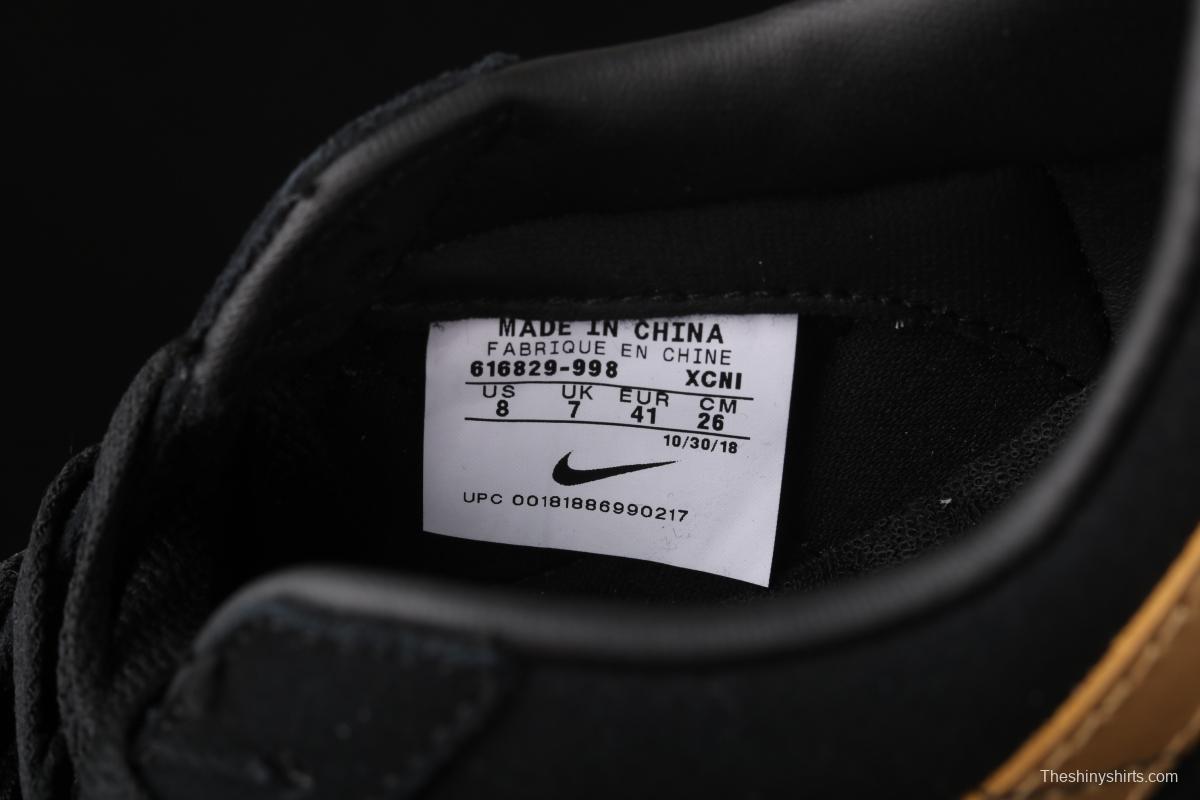 MADE IN CHINA
FABRIQUE EN CHINE
616829-998 XCNI
US UK EUR CM
8 7 41 26
10/30/18
UPC 00181886990217
Theshinyshirts.com